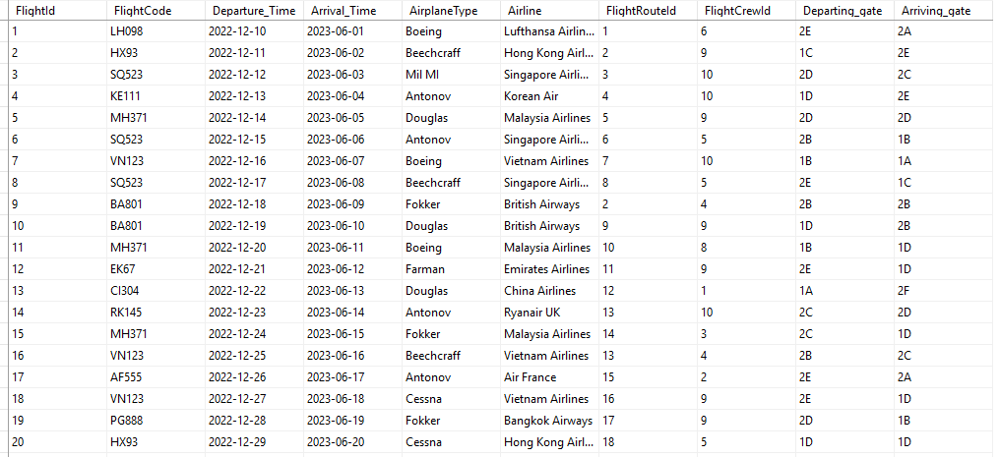 FlightId FlightCode Departure_Time Arrival_Time AirplaneType Airline FlightRouteId FlightCrewId Departing_gate Arriving_gate
1 LH098 2022-12-10 2023-06-01 Boeing Lufthansa Airlin... 1 6 2E 2A
2 HX93 2022-12-11 2023-06-02 Beechcraff Hong Kong Airl... 2 9 1C 2E
3 SQ523 2022-12-12 2023-06-03 Mil MI Singapore Airli... 3 10 2D 2C
4 KE111 2022-12-13 2023-06-04 Antonov Korean Air 4 10 1D 2E
5 MH371 2022-12-14 2023-06-05 Douglas Malaysia Airlines 5 9 2D 2D
6 SQ523 2022-12-15 2023-06-06 Antonov Singapore Airli... 6 5 2B 1B
7 VN123 2022-12-16 2023-06-07 Boeing Vietnam Airlines 7 10 1B 1A
8 SQ523 2022-12-17 2023-06-08 Beechcraff Singapore Airli... 8 5 2E 1C
9 BA801 2022-12-18 2023-06-09 Fokker British Airways 2 4 2B 2B
10 BA801 2022-12-19 2023-06-10 Douglas British Airways 9 9 1D 2B
11 MH371 2022-12-20 2023-06-11 Boeing Malaysia Airlines 10 8 1B 1D
12 EK67 2022-12-21 2023-06-12 Farman Emirates Airlines 11 9 2E 1D
13 CI304 2022-12-22 2023-06-13 Douglas China Airlines 12 1 1A 2F
14 RK145 2022-12-23 2023-06-14 Antonov Ryanair UK 13 10 2C 2D
15 MH371 2022-12-24 2023-06-15 Fokker Malaysia Airlines 14 3 2C 1D
16 VN123 2022-12-25 2023-06-16 Beechcraff Vietnam Airlines 13 4 2B 2C
17 AF555 2022-12-26 2023-06-17 Antonov Air France 15 2 2E 2A
18 VN123 2022-12-27 2023-06-18 Cessna Vietnam Airlines 16 9 2E 1D
19 PG888 2022-12-28 2023-06-19 Fokker Bangkok Airways 17 9 2D 1B
20 HX93 2022-12-29 2023-06-20 Cessna Hong Kong Airl... 18 5 1D 1D